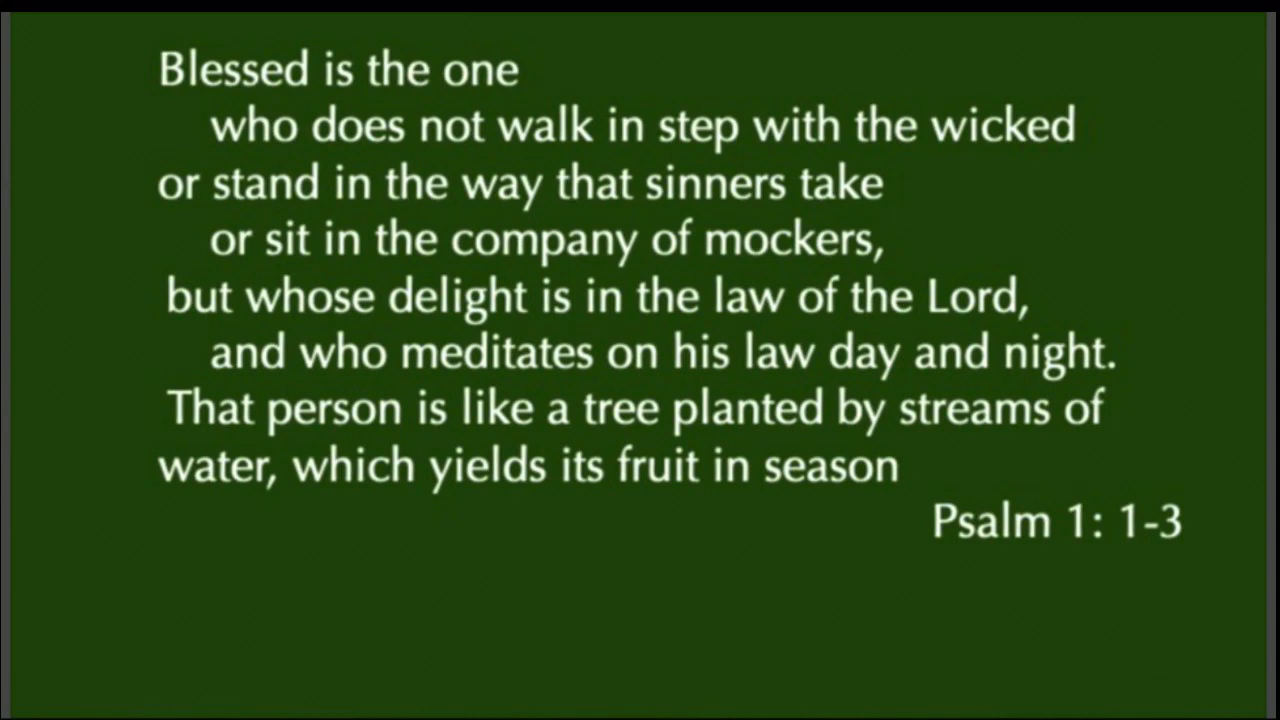 Blessed is the one
who does not walk in step with the wicked
or stand in the way that sinners take
or sit in the company of mockers,
but whose delight is in the law of the Lord,
and who meditates on his law day and night.
That person is like a tree planted by streams of
water, which yields its fruit in season
Psalm 1: 1-3